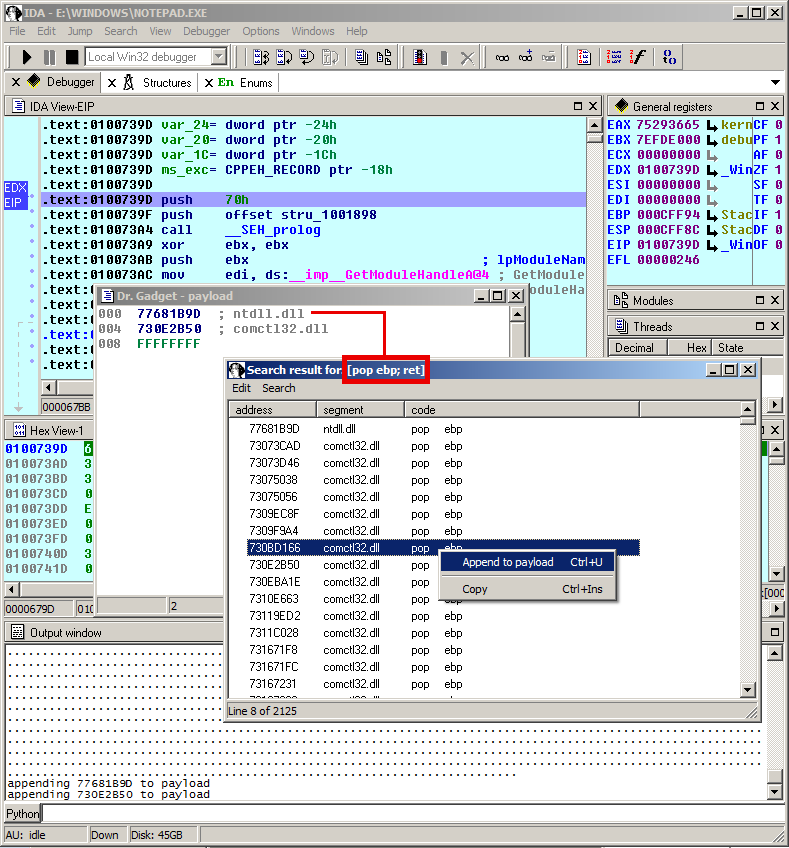 IDA - E:\WINDOWS\NOTEPAD.EXE
File Edit Jump Search View Debugger Options Windows Help
Local Win32 debugger
Debugger Structures En Enums
IDA View-EIP
.text:0100739D var_24= dword ptr -24h
.text:0100739D var_20= dword ptr -20h
.text:0100739D var_1C= dword ptr -1Ch
.text:0100739D ms_exc= CPPEH_RECORD ptr -18h
.text:0100739D
EDX
EIP
.text:0100739D push 70h
.text:0100739F push offset stru_1001898
.text:010073A4 call __SEH_prolog
.text:010073A9 xor ebx, ebx
.text:010073AB push ebx ; lpModuleNam
.text:010073AC mov edi, ds:__imp__GetModuleHandleA@4 ; GetModule
.text:0
.text:0
.text:0
.text:0
.text:0
000067BB
General registers
EAX 75293665 kern CF 0
EBX 7EFDE000 debu PF 1
ECX 00000000 AF 0
EDX 0100739D _Win ZF 1
ESI 00000000 SF 0
EDI 00000000 TF 0
EBP 000CFF94 Stac IF 1
ESP 000CFF8C Stac DF 0
EIP 0100739D _Win OF 0
EFL 00000246
Modules
Threads
Decimal Hex State
Dr. Gadget - payload
000 77681B9D ; ntdll.dll
004 730E2B50 ; comctl32.dll
008 FFFFFFFF
2
Hex View-1
0100739D 6
010073AD 3
010073BD 3
010073CD 0
010073DD E
010073ED 0
010073FD 0
0100740D 3
0100741D 0
0000679D 010
Search result for: [pop ebp; ret]
Edit Search
address segment code
77681B9D ntdll.dll pop ebp
73073CAD comctl32.dll pop ebp
73073D46 comctl32.dll pop ebp
73075038 comctl32.dll pop ebp
73075056 comctl32.dll pop ebp
7309EC8F comctl32.dll pop ebp
7309F9A4 comctl32.dll pop ebp
730BD166 comctl32.dll pop ebp
730E2B50 comctl32.dll pop
730EBA1E comctl32.dll pop
7310E663 comctl32.dll pop
73119ED2 comctl32.dll pop ebp
7311C028 comctl32.dll pop ebp
731671F8 comctl32.dll pop ebp
731671FC comctl32.dll pop ebp
73167231 comctl32.dll pop ebp
Line 8 of 2125
Append to payload Ctrl+U
Copy Ctrl+Ins
Output window
appending 77681B9D to payload
appending 730E2B50 to payload
Python
AU: idle Down Disk: 45GB